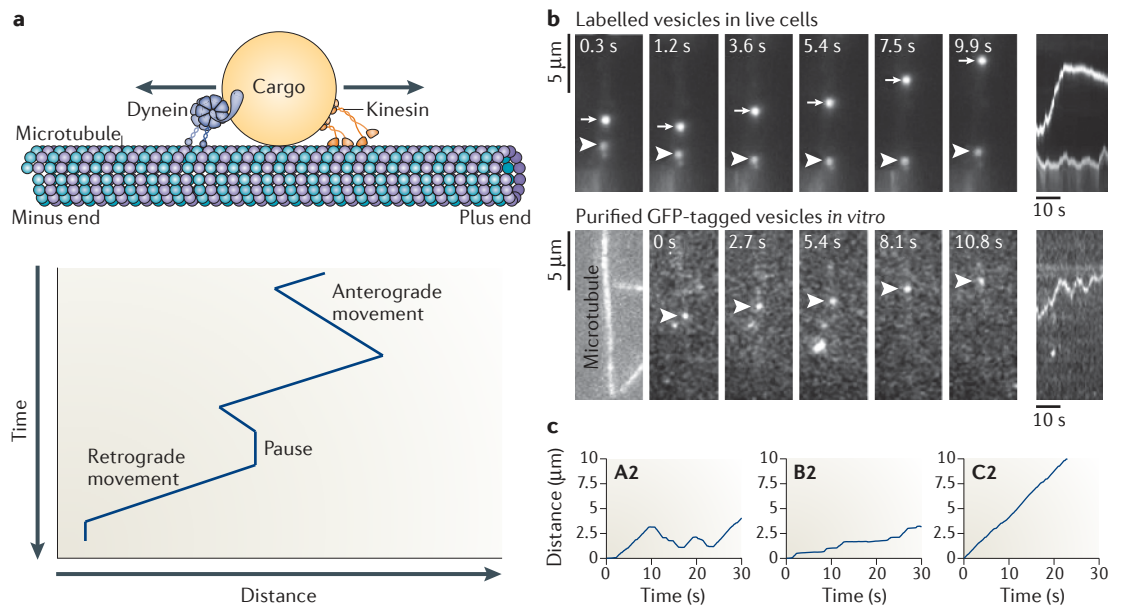 a
Cargo
Dynein
Kinesin
Microtubule
Minus end
Plus end
Time
Anterograde
movement
Pause
Retrograde
movement
Distance
b
Labelled vesicles in live cells
5 μm
0.3 s
1.2 s
3.6 s
5.4 s
7.5 s
9.9 s
10 s
Purified GFP-tagged vesicles in vitro
5 μm
Microtubule
0 s
2.7 s
5.4 s
8.1 s
10.8 s
10 s
c
Distance (μm)
A2
10
7.5
5
2.5
0
0 10 20 30
Time (s)
B2
10
7.5
5
2.5
0
0 10 20 30
Time (s)
C2
10
7.5
5
2.5
0
0 10 20 30
Time (s)